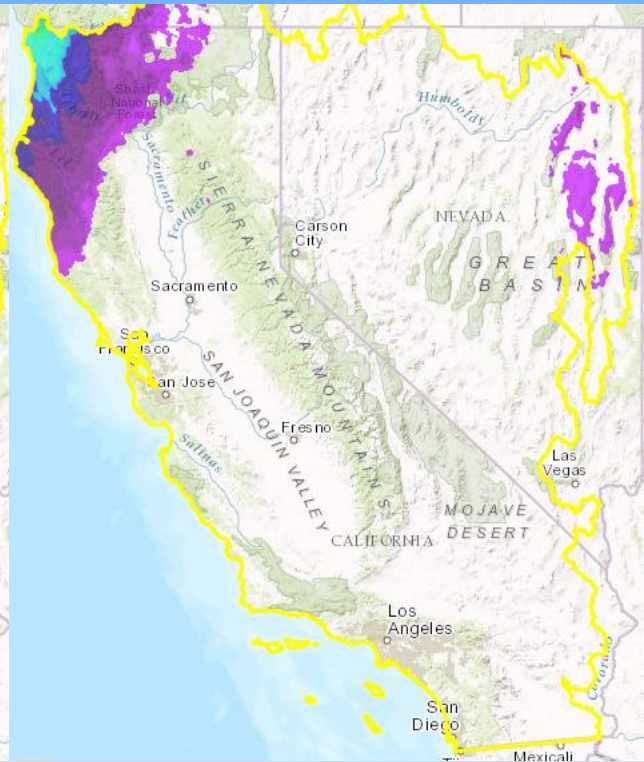 Shasta
National
Forest
Humboldt
Sacramento
Feather
SIERRA NEVADA MOUNTAINS
NEVADA
GREAT
BASIN
Carson
City
Sacramento
San
Francisco
San Jose
SAN JOAQUIN VALLEY
Fresno
Salinas
Las
Vegas
MOJAVE
DESERT
CALIFORNIA
Los
Angeles
Colorado
San
Diego
Mexicali